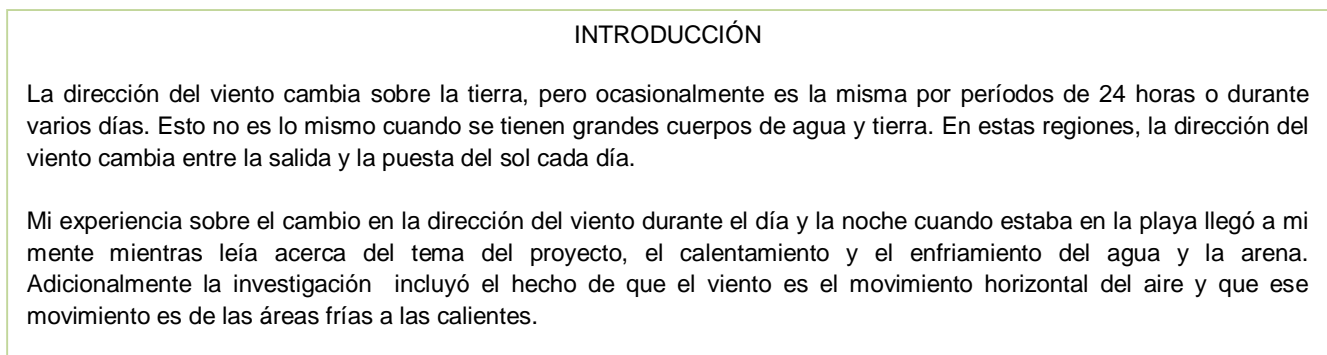 INTRODUCCIÓN
La dirección del viento cambia sobre la tierra, pero ocasionalmente es la misma por períodos de 24 horas o durante
varios días. Esto no es lo mismo cuando se tienen grandes cuerpos de agua y tierra. En estas regiones, la dirección del
viento cambia entre la salida y la puesta del sol cada día.
Mi experiencia sobre el cambio en la dirección del viento durante el día y la noche cuando estaba en la playa llegó a mi
mente mientras leía acerca del tema del proyecto, el calentamiento y el enfriamiento del agua y la arena.
Adicionalmente la investigación incluyó el hecho de que el viento es el movimiento horizontal del aire y que ese
movimiento es de las áreas frías a las calientes.